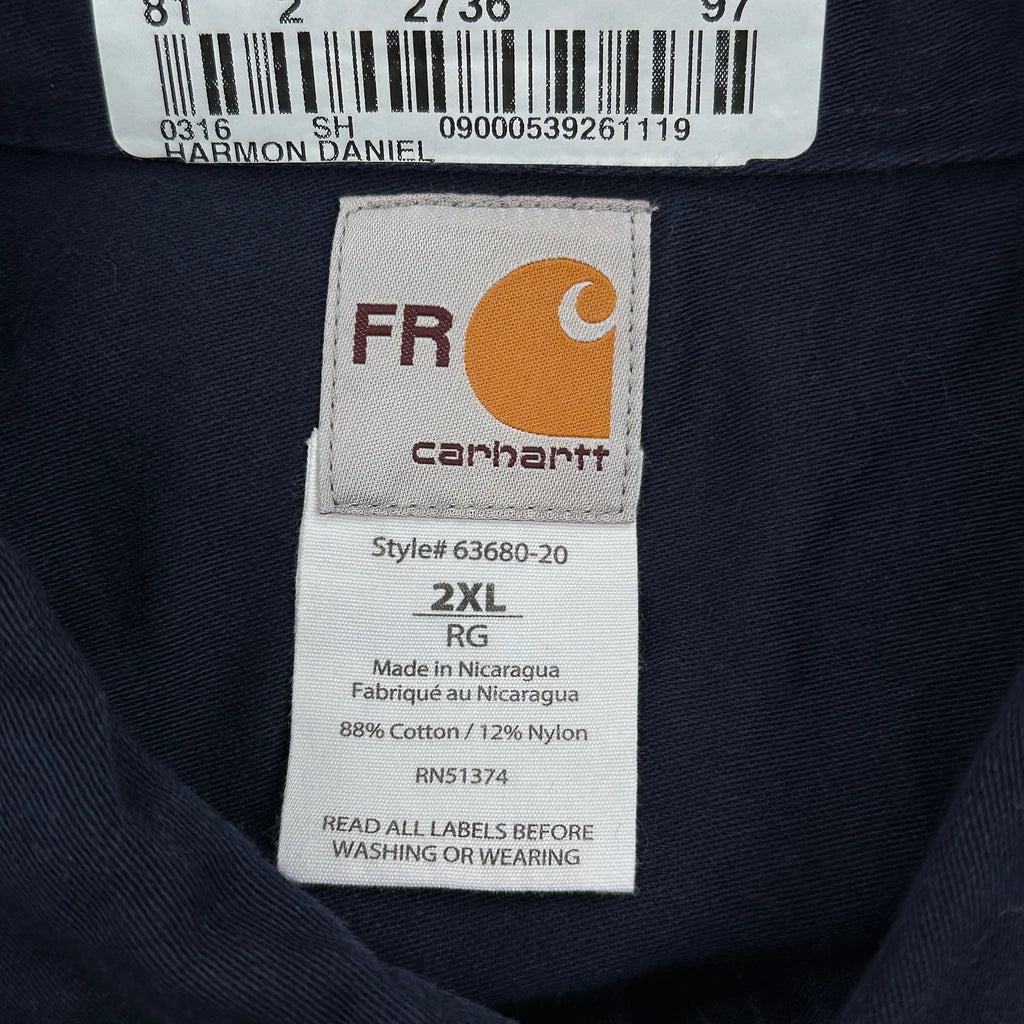 81 2 2736 97
0316 SH 09000539261119
HARMON DANIEL
FR
carhartt
Style# 63680-20
2XL
RG
Made in Nicaragua
Fabriqué au Nicaragua
88% Cotton / 12% Nylon
RN51374
READ ALL LABELS BEFORE
WASHING OR WEARING